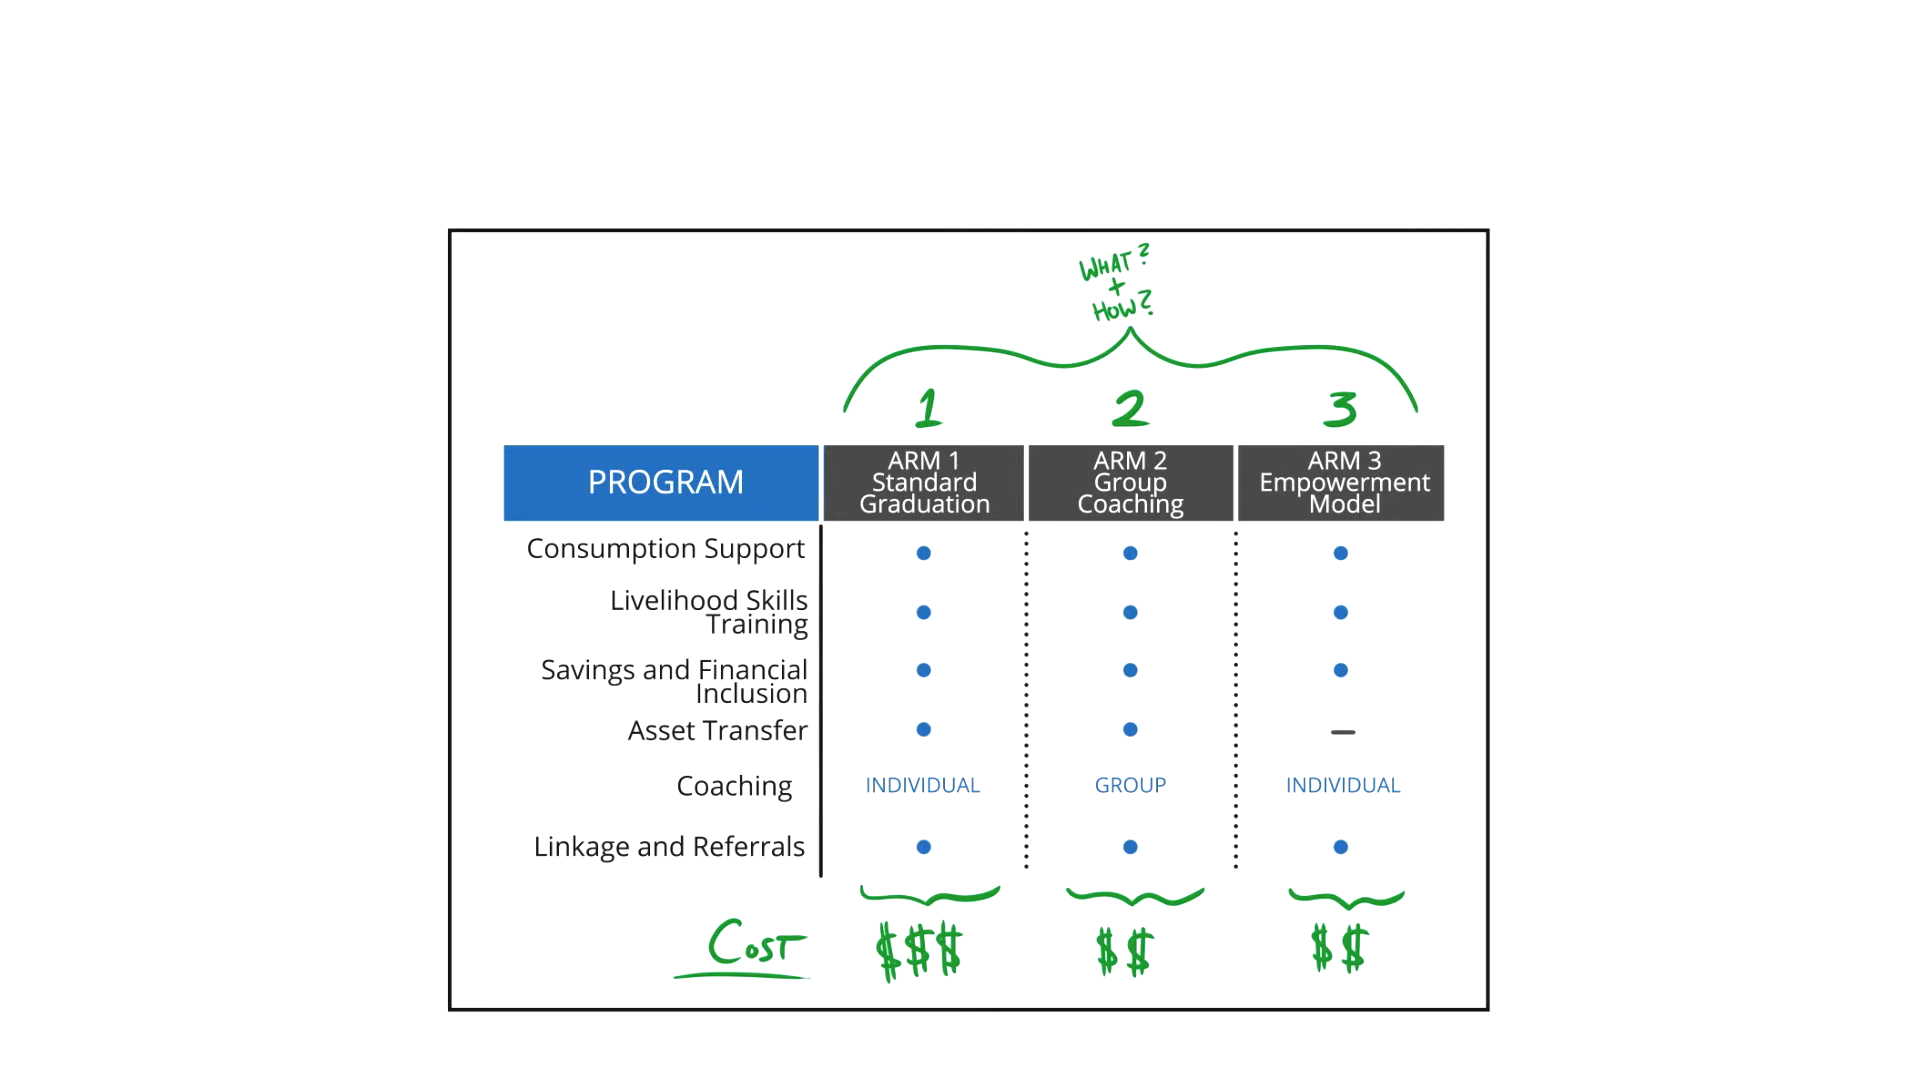 WHAT?
+
HOW?
1 2 3
PROGRAM
ARM 1
Standard
Graduation
ARM 2
Group
Coaching
ARM 3
Empowerment
Model
Consumption Support
Livelihood Skills
Training
Savings and Financial
Inclusion
Asset Transfer –
Coaching INDIVIDUAL GROUP INDIVIDUAL
Linkage and Referrals
COST $$$ $$ $$